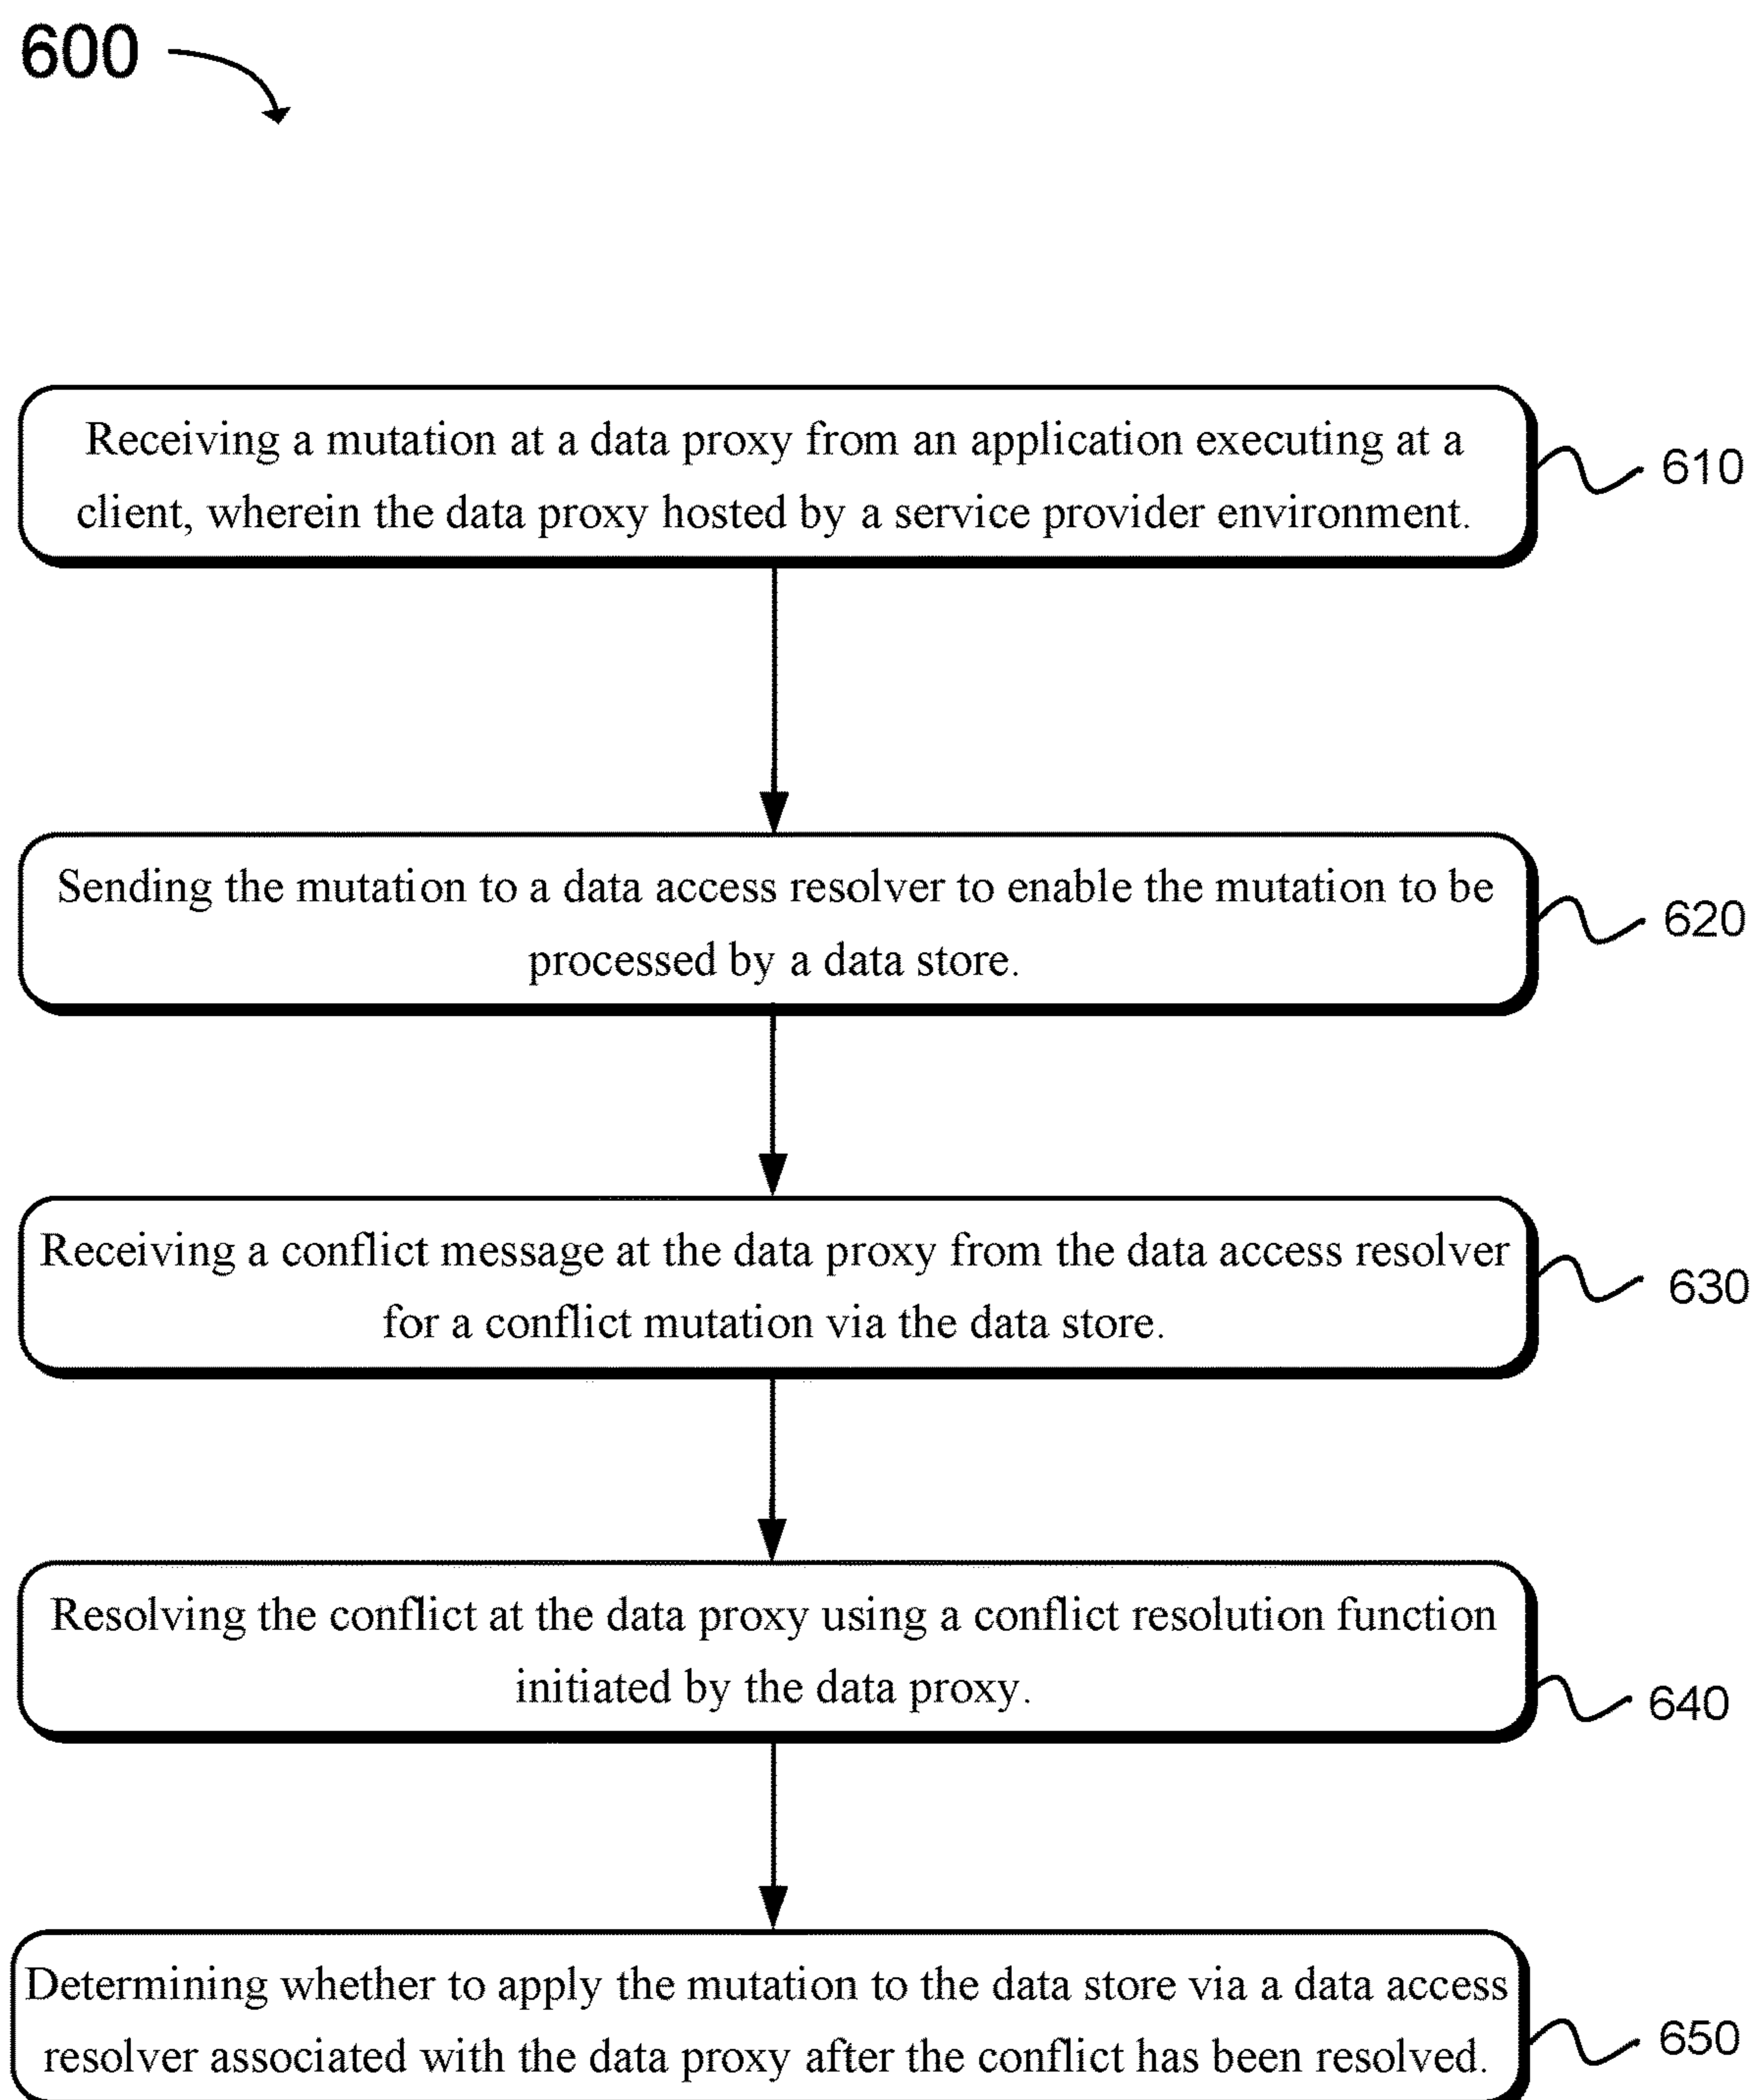 600
Receiving a mutation at a data proxy from an application executing at a
client, wherein the data proxy hosted by a service provider environment.
610
Sending the mutation to a data access resolver to enable the mutation to be
processed by a data store.
620
Receiving a conflict message at the data proxy from the data access resolver
for a conflict mutation via the data store.
630
Resolving the conflict at the data proxy using a conflict resolution function
initiated by the data proxy.
640
Determining whether to apply the mutation to the data store via a data access
resolver associated with the data proxy after the conflict has been resolved.
650